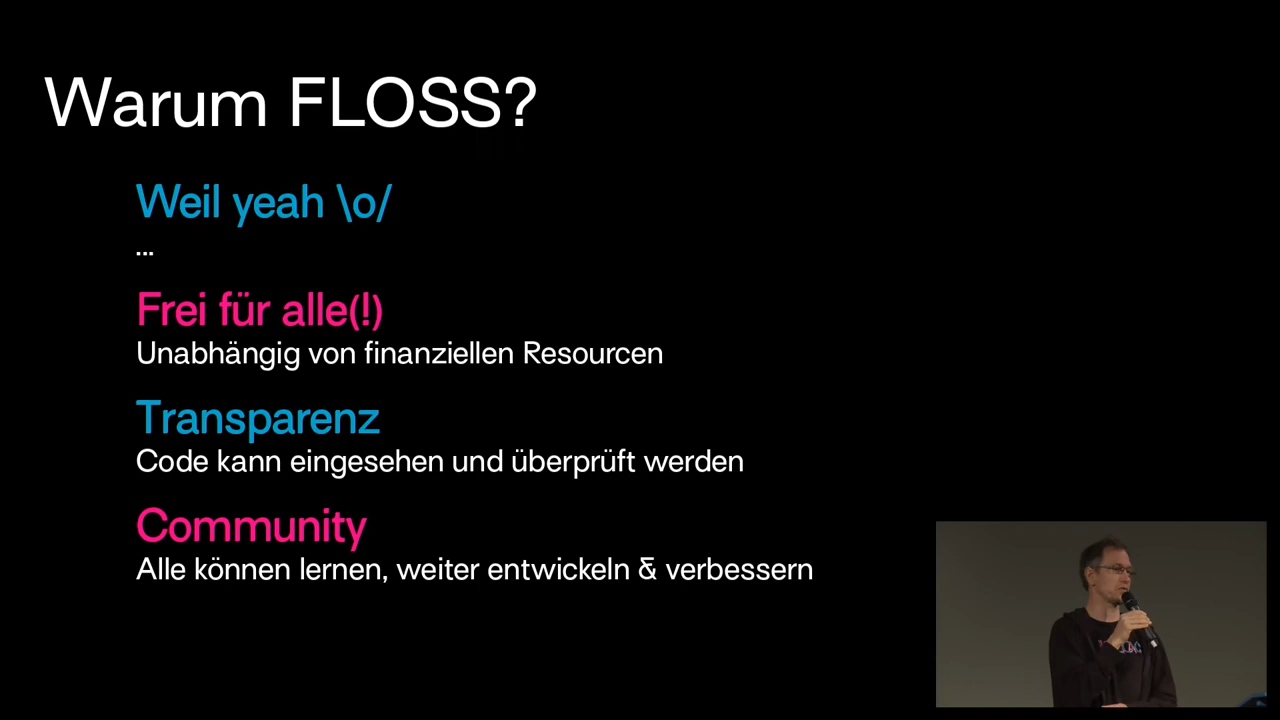 Warum FLOSS?
Weil yeah \o/
...
Frei für alle(!)
Unabhängig von finanziellen Resourcen
Transparenz
Code kann eingesehen und überprüft werden
Community
Alle können lernen, weiter entwickeln & verbessern